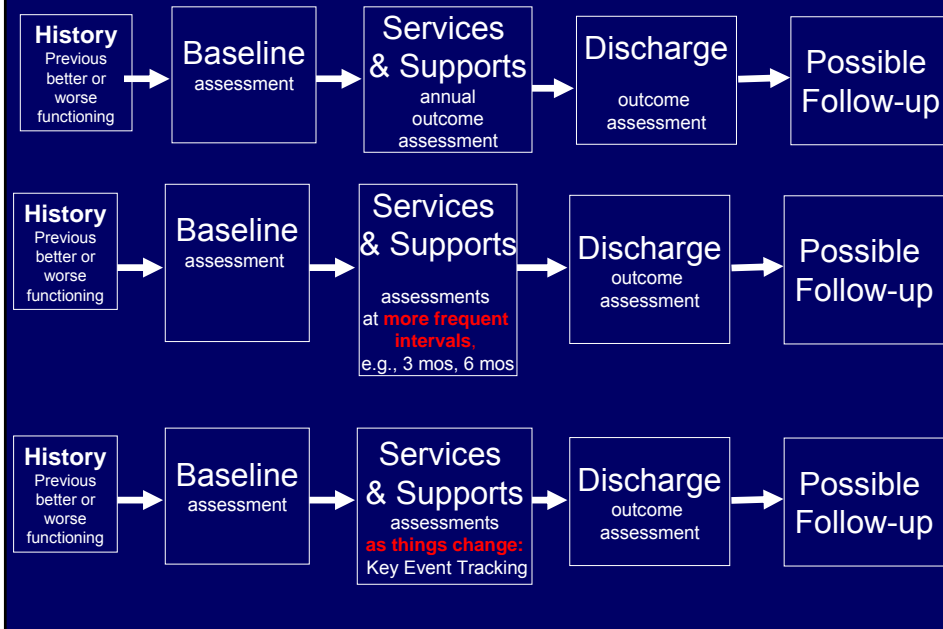 History
Previous
better or
worse
functioning
Baseline
assessment
Services
& Supports
annual
outcome
assessment
Discharge
outcome
assessment
Possible
Follow-up
History
Previous
better or
worse
functioning
Baseline
assessment
Services
& Supports
assessments
at more frequent
intervals,
e.g., 3 mos, 6 mos
Discharge
outcome
assessment
Possible
Follow-up
History
Previous
better or
worse
functioning
Baseline
assessment
Services
& Supports
assessments
as things change:
Key Event Tracking
Discharge
outcome
assessment
Possible
Follow-up